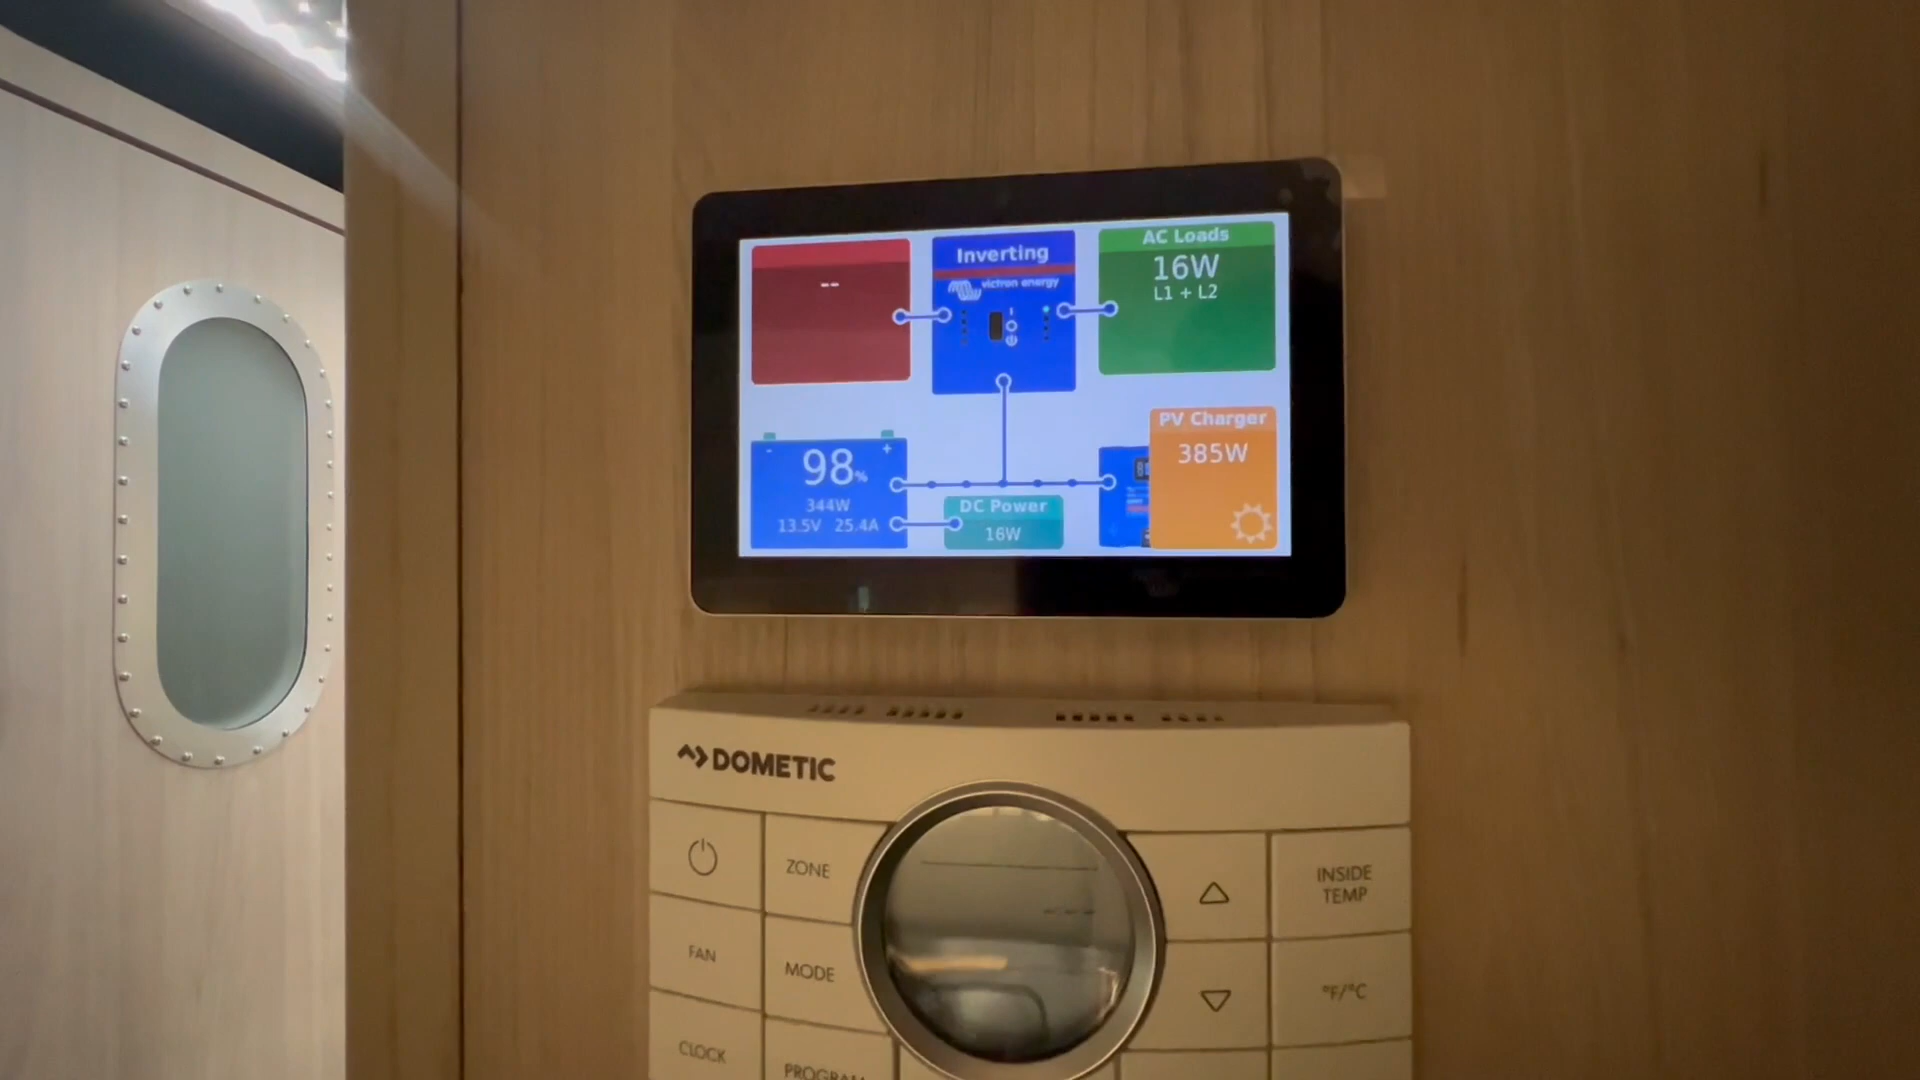 --
Inverting
victron energy
AC Loads
16W
L1 + L2
- +
98%
344W
13.5V 25.4A
DC Power
16W
PV Charger
385W
DOMETIC
ZONE
INSIDE
TEMP
FAN
MODE
°F/°C
CLOCK
PROGRAM